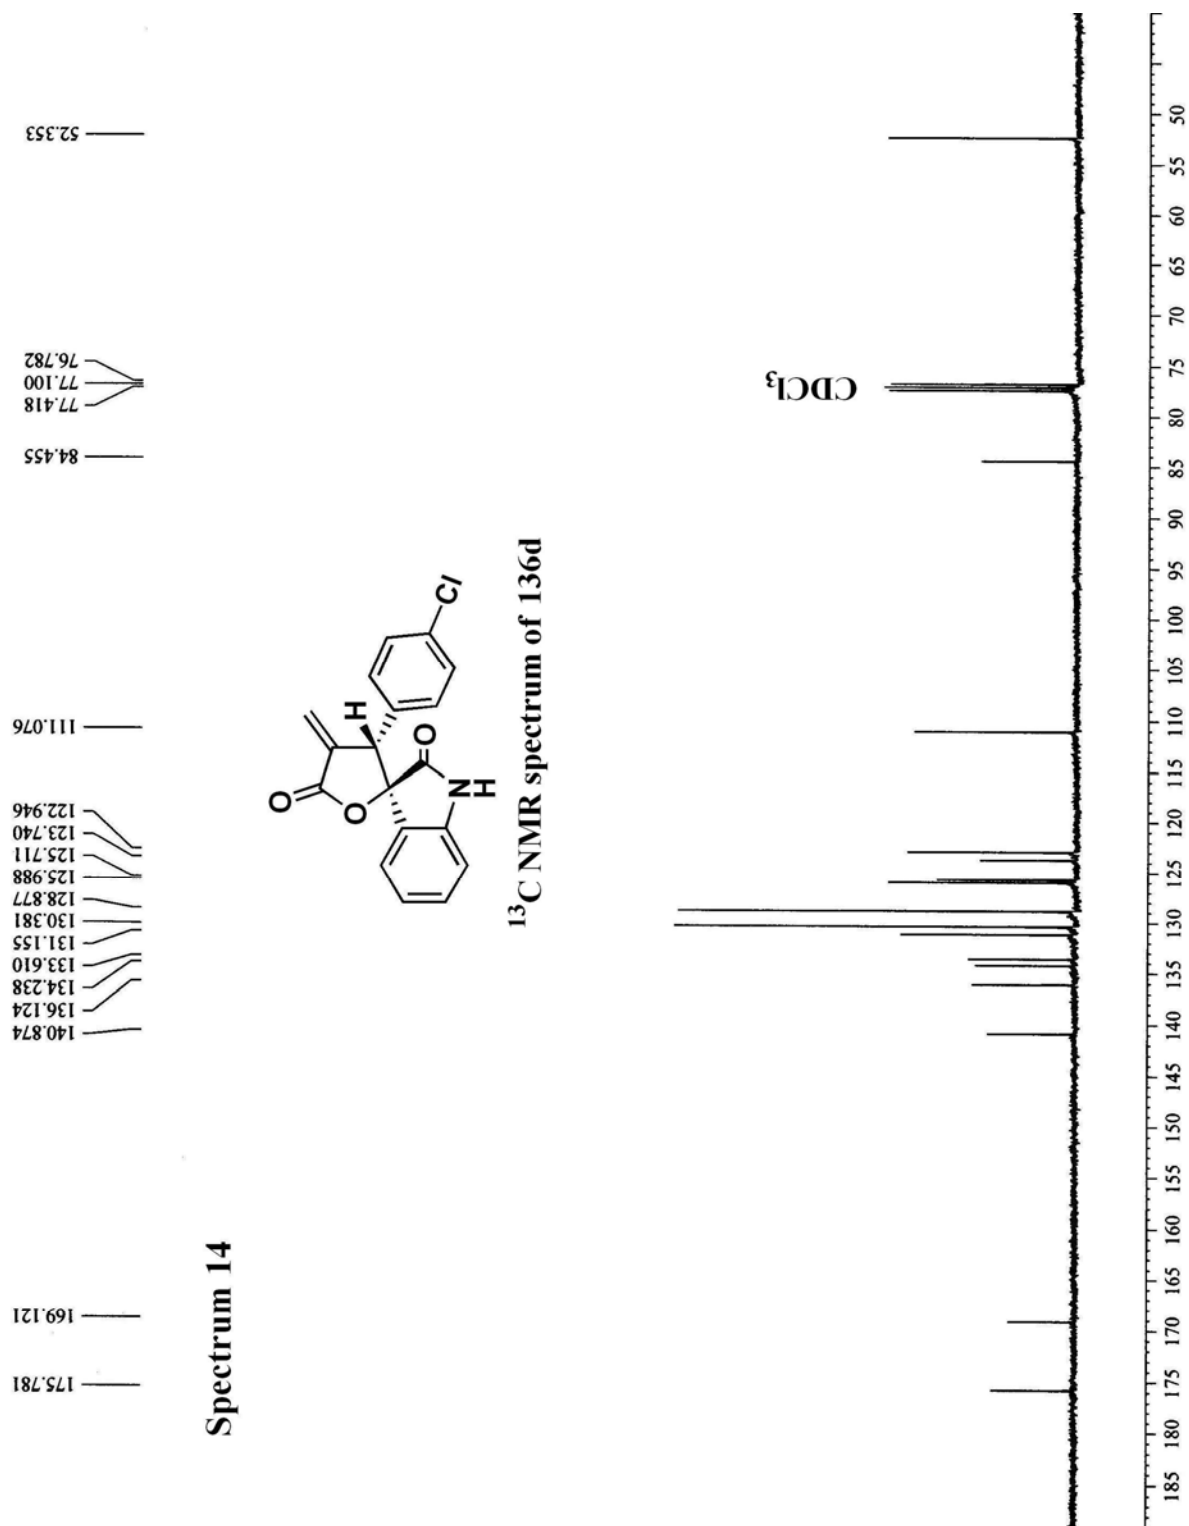 Spectrum 14
175.781
169.121
140.874
136.124
134.238
133.610
131.155
130.381
128.877
125.988
125.711
123.740
122.946
111.076
84.455
77.418
77.100
76.782
52.353
O
O
H
O
N
H
Cl
¹³C NMR spectrum of 136d
CDCl₃
185 180 175 170 165 160 155 150 145 140 135 130 125 120 115 110 105 100 95 90 85 80 75 70 65 60 55 50